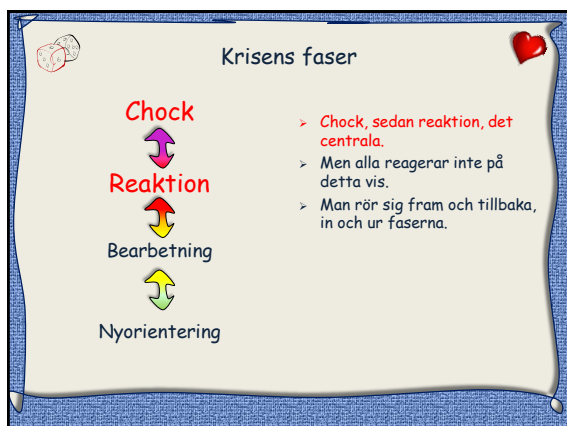 Krisens faser
Chock
Reaktion
Bearbetning
Nyorientering
Chock, sedan reaktion, det
centrala.
Men alla reagerar inte på
detta vis.
Man rör sig fram och tillbaka,
in och ur faserna.